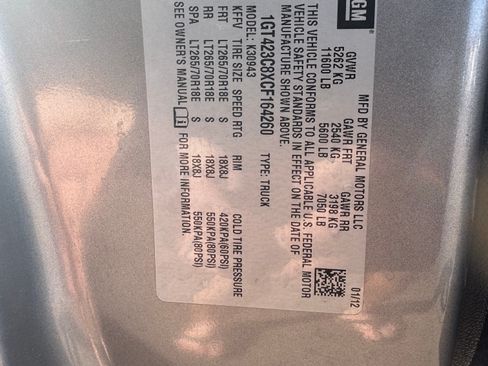 GM
MFD BY GENERAL MOTORS LLC
GVWR GAWR FRT GAWR RR
5262 KG 2540 KG 3198 KG
11600 LB 5600 LB 7050 LB
THIS VEHICLE CONFORMS TO ALL APPLICABLE U.S. FEDERAL MOTOR
VEHICLE SAFETY STANDARDS IN EFFECT ON THE DATE OF
MANUFACTURE SHOWN ABOVE.
01/12
1GT423C8XCF164260 TYPE: TRUCK
MODEL: K30943
KFFV TIRE SIZE SPEED RTG RIM COLD TIRE PRESSURE
FRT LT265/70R18E S 18X8J 420KPA(60PSI)
RR LT265/70R18E S 18X8J 550KPA(80PSI)
SPA LT265/70R18E S 18X8J 550KPA(80PSI)
SEE OWNER'S MANUAL FOR MORE INFORMATION.